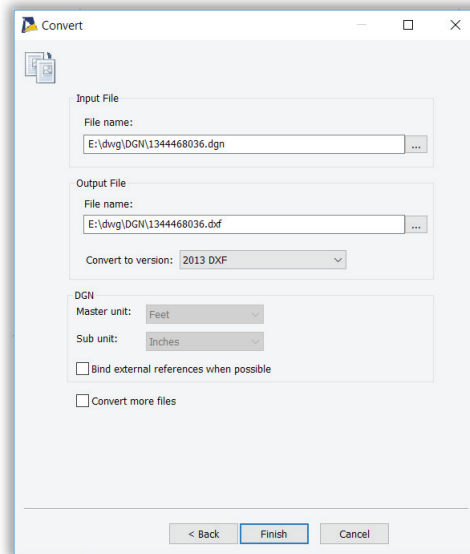 Convert
Input File
File name:
E:\dwg\DGN\1344468036.dgn
...
Output File
File name:
E:\dwg\DGN\1344468036.dxf
...
Convert to version: 2013 DXF
DGN
Master unit: Feet
Sub unit: Inches
Bind external references when possible
Convert more files
< Back Finish Cancel